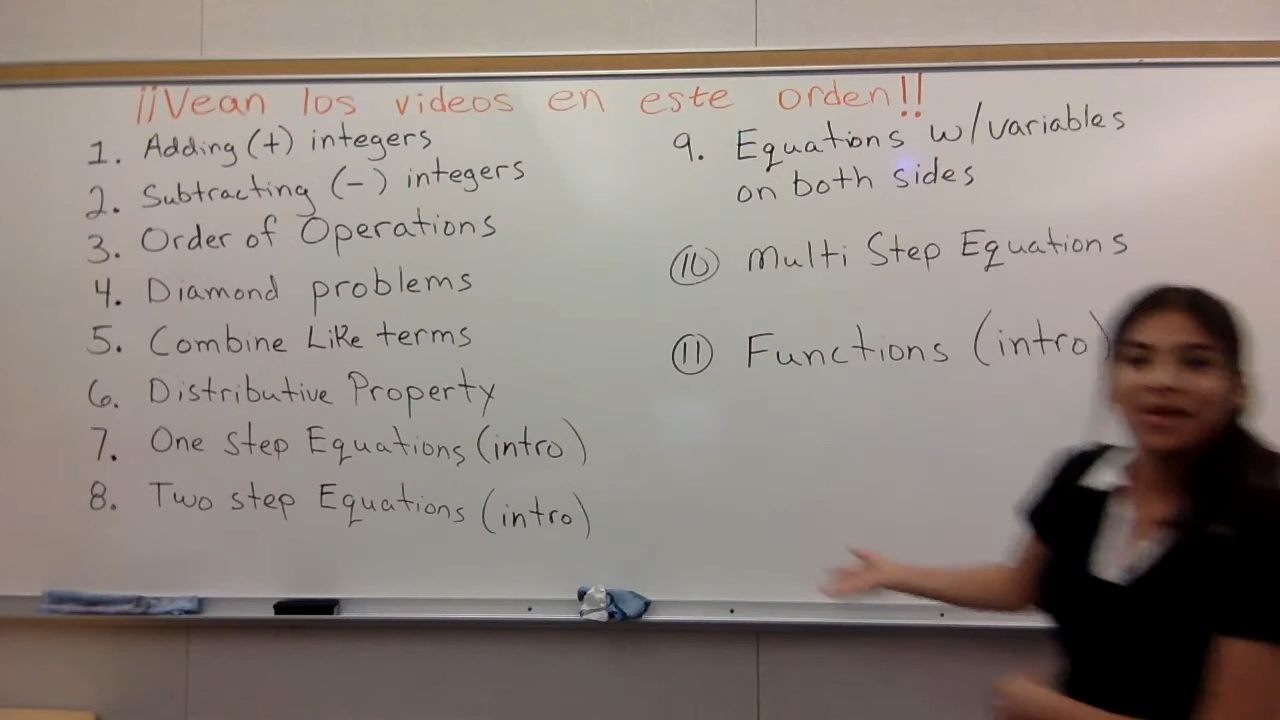 ¡¡Vean los videos en este orden!!
1. Adding (+) integers
2. Subtracting (-) integers
3. Order of Operations
4. Diamond problems
5. Combine Like terms
6. Distributive Property
7. One step Equations (intro)
8. Two step Equations (intro)
9. Equations w/variables
on both sides
10 Multi Step Equations
11 Functions (intro)